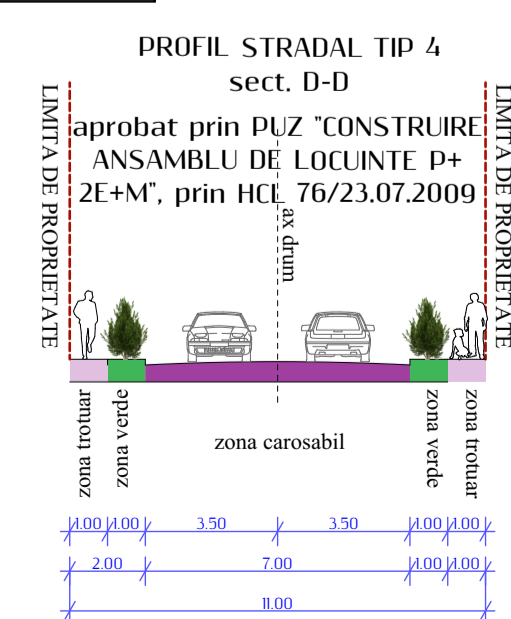 PROFIL STRADAL TIP 4
sect. D-D
aprobat prin PUZ "CONSTRUIRE
ANSAMBLU DE LOCUINTE P+
2E+M", prin HCL 76/23.07.2009
LIMITA DE PROPRIETATE
LIMITA DE PROPRIETATE
ax drum
zona trotuar
zona verde
zona carosabil
zona verde
zona trotuar
1.00 1.00 3.50 3.50 1.00 1.00
2.00 7.00 1.00 1.00
11.00